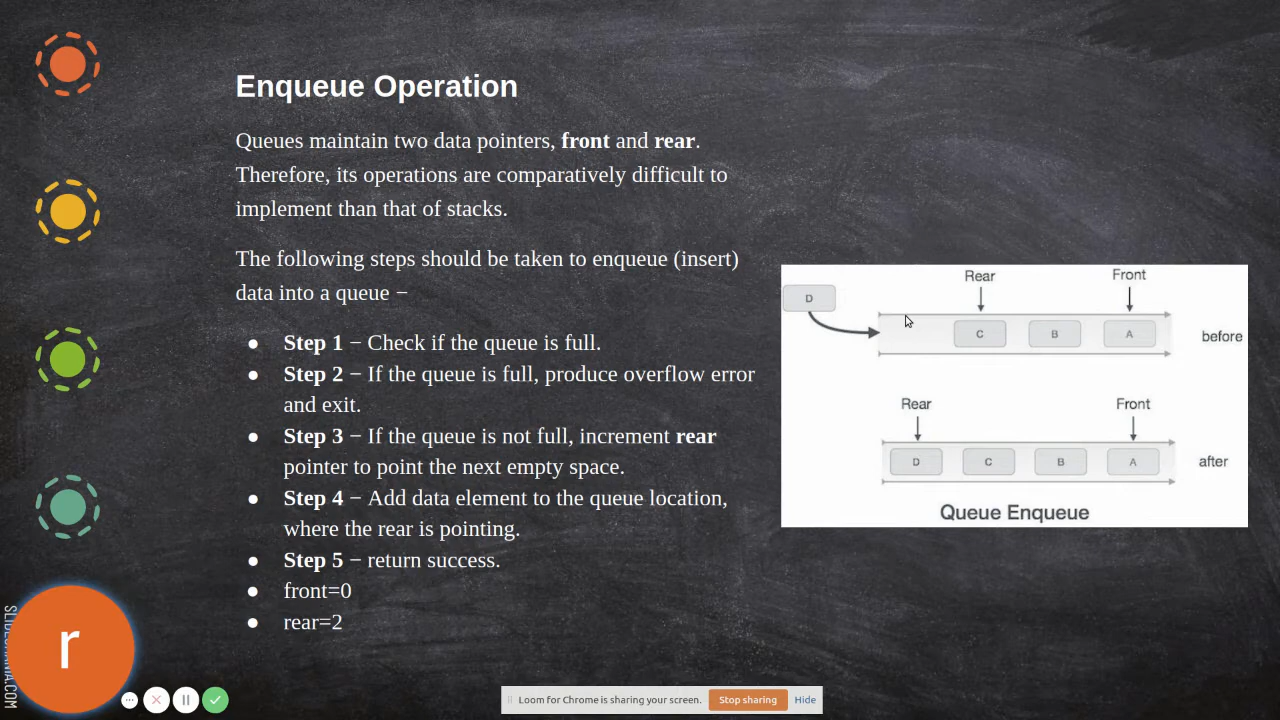 Enqueue Operation
Queues maintain two data pointers, front and rear.
Therefore, its operations are comparatively difficult to
implement than that of stacks.
The following steps should be taken to enqueue (insert)
data into a queue −
● Step 1 − Check if the queue is full.
● Step 2 − If the queue is full, produce overflow error
and exit.
● Step 3 − If the queue is not full, increment rear
pointer to point the next empty space.
● Step 4 − Add data element to the queue location,
where the rear is pointing.
● Step 5 − return success.
● front=0
● rear=2
Rear Front
D
C B A before
Rear Front
D C B A after
Queue Enqueue
r
Loom for Chrome is sharing your screen. Stop sharing Hide